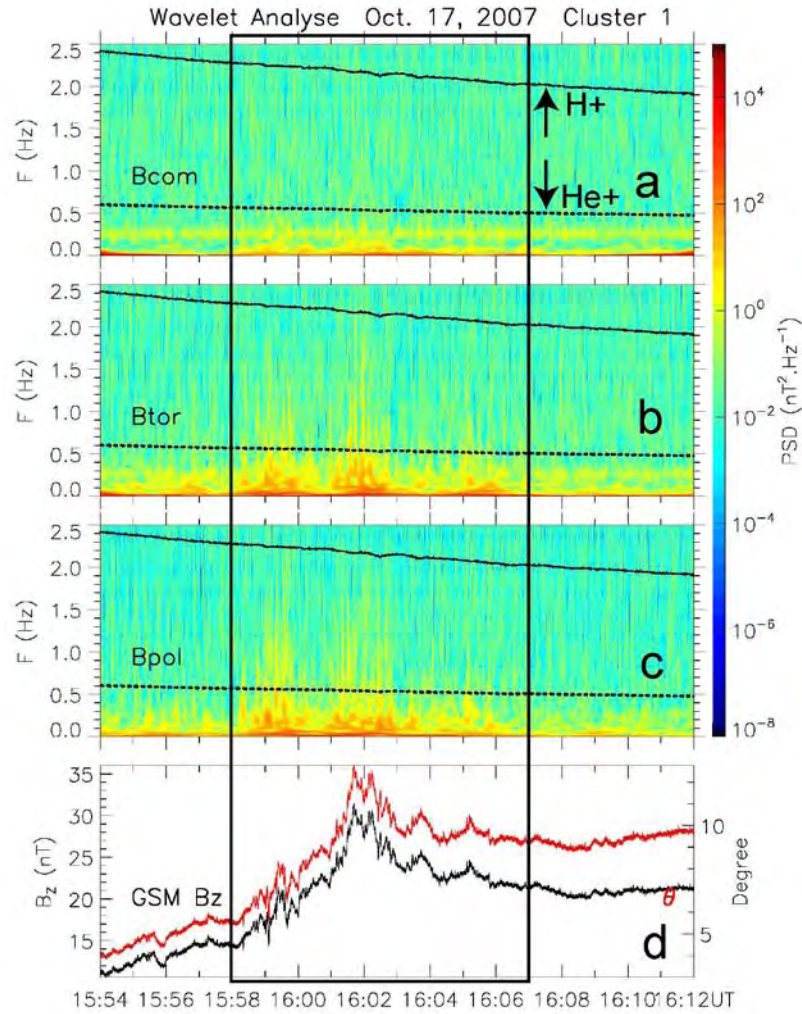 Wavelet Analyse Oct. 17, 2007 Cluster 1
2.5
2.0
1.5
1.0
0.5
0.0
F (Hz)
Bcom
H+
He+
a
2.5
2.0
1.5
1.0
0.5
0.0
F (Hz)
Btor
b
2.5
2.0
1.5
1.0
0.5
0.0
F (Hz)
Bpol
c
10^4
10^2
10^0
10^-2
10^-4
10^-6
10^-8
PSD (nT^2.Hz^-1)
35
30
25
20
15
B_Z (nT)
GSM Bz
10
5
Degree
θ
d
15:54 15:56 15:58 16:00 16:02 16:04 16:06 16:08 16:10 16:12UT